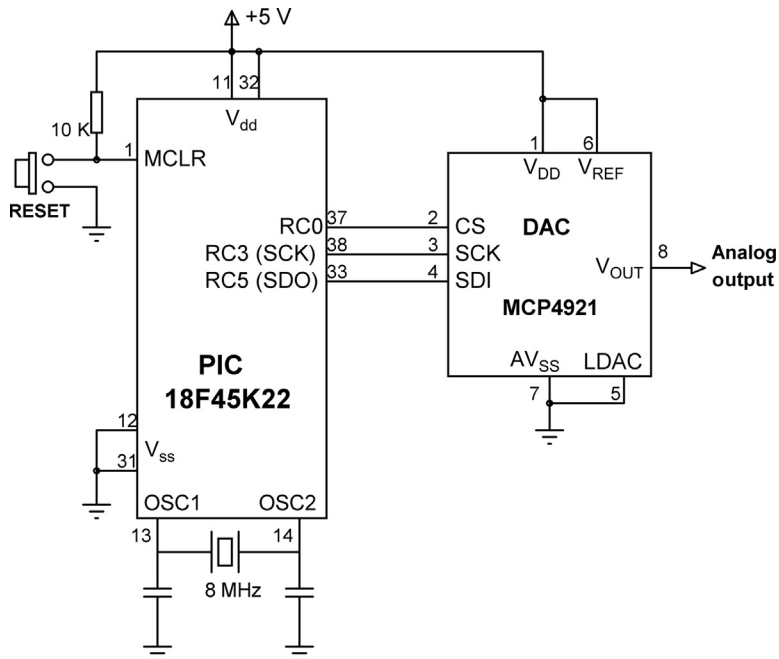 +5 V
11 32
Vdd
10 K
1
MCLR
RESET
1 6
VDD VREF
RC0 37 2 CS
DAC
RC3 (SCK) 38 3 SCK
RC5 (SDO) 33 4 SDI
VOUT
8
Analog
output
MCP4921
PIC
18F45K22
AVSS LDAC
7 5
12
Vss
31
OSC1 OSC2
13 14
8 MHz